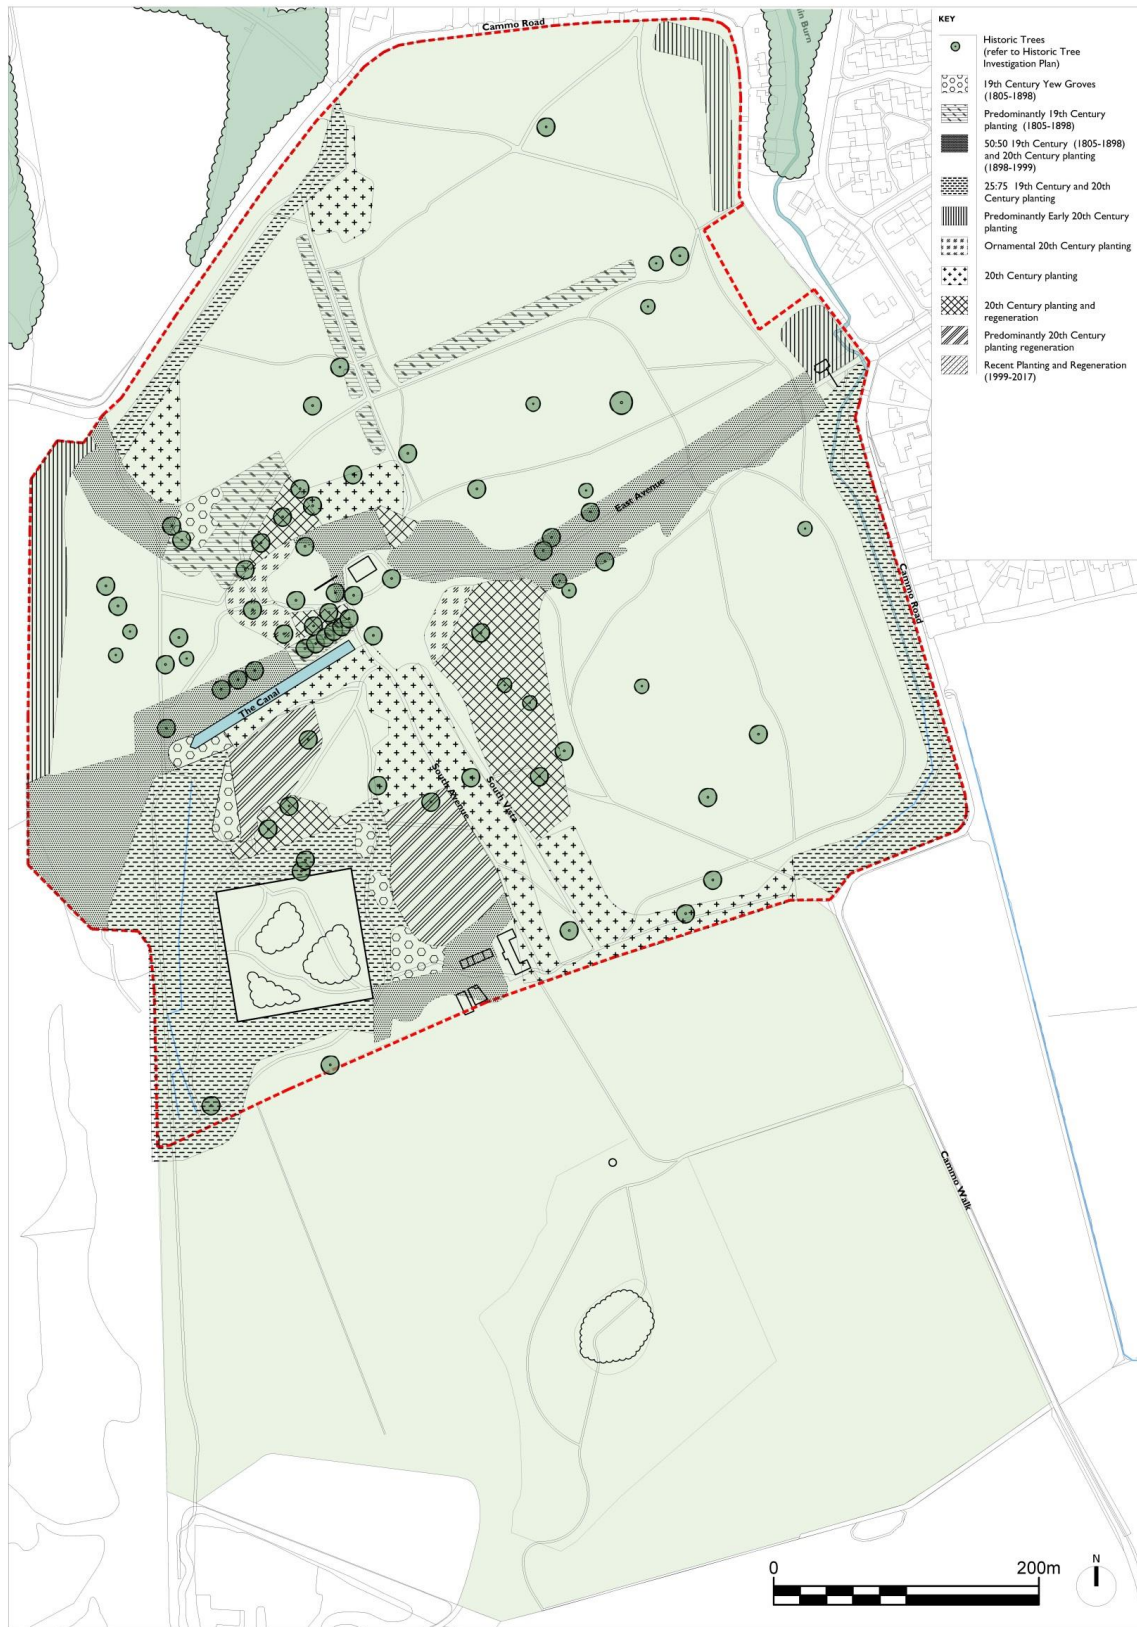 Cammo Road
in Burn
KEY
Historic Trees
(refer to Historic Tree
Investigation Plan)
19th Century Yew Groves
(1805-1898)
Predominantly 19th Century
planting (1805-1898)
50:50 19th Century (1805-1898)
and 20th Century planting
(1898-1999)
25:75 19th Century and 20th
Century planting
Predominantly Early 20th Century
planting
Ornamental 20th Century planting
20th Century planting
20th Century planting and
regeneration
Predominantly 20th Century
planting regeneration
Recent Planting and Regeneration
(1999-2017)
East Avenue
Cammo Road
The Canal
South Avenue
South Vista
Cammo Walk
0 200m
N